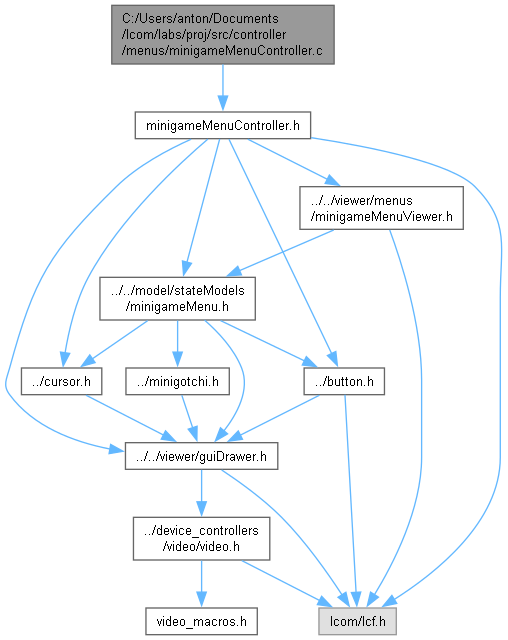 C:/Users/anton/Documents
/lcom/labs/proj/src/controller
/menus/minigameMenuController.c
minigameMenuController.h
../../viewer/menus
/minigameMenuViewer.h
../../model/stateModels
/minigameMenu.h
../cursor.h
../minigotchi.h
../button.h
../../viewer/guiDrawer.h
../device_controllers
/video/video.h
video_macros.h
lcom/lcf.h